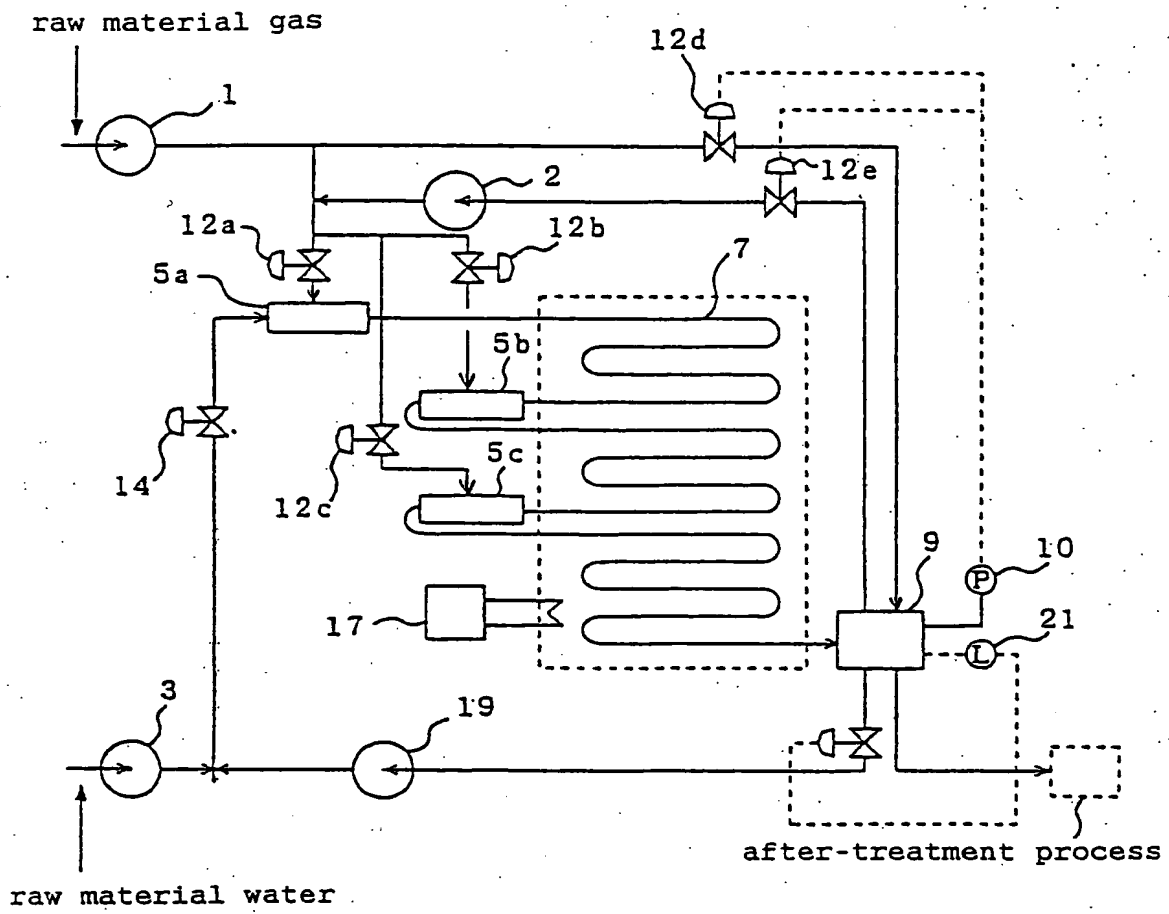 raw material gas
12d
1
2
12e
12a
12b
5a
7
5b
14
12c
5c
9
10
P
17
21
L
3
19
after-treatment process
raw material water